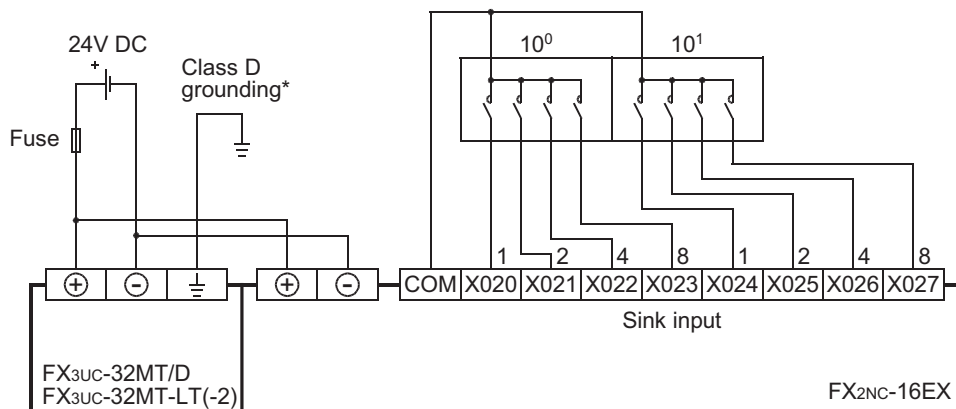 10⁰ 10¹
24V DC
+
Class D
grounding*
Fuse
1 2 4 8 1 2 4 8
+ - + - COM X020 X021 X022 X023 X024 X025 X026 X027
Sink input
FX3UC-32MT/D
FX3UC-32MT-LT(-2)
FX2NC-16EX